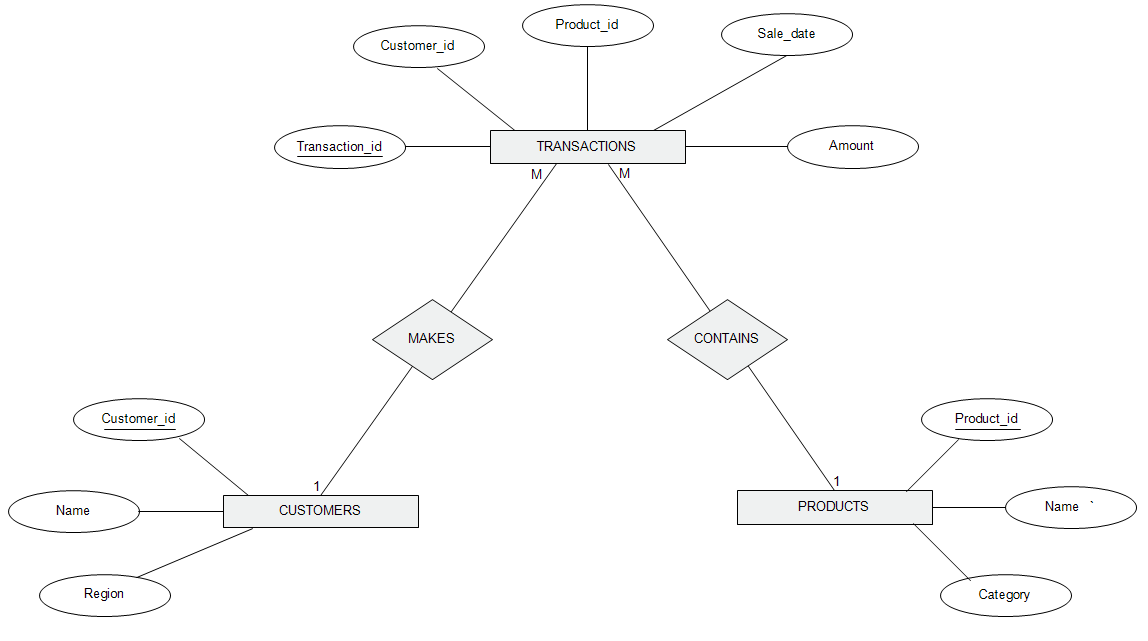 Product_id
Sale_date
Customer_id
Transaction_id
TRANSACTIONS
Amount
M
M
MAKES
CONTAINS
Customer_id
Product_id
1
1
Name
CUSTOMERS
PRODUCTS
Name `
Region
Category